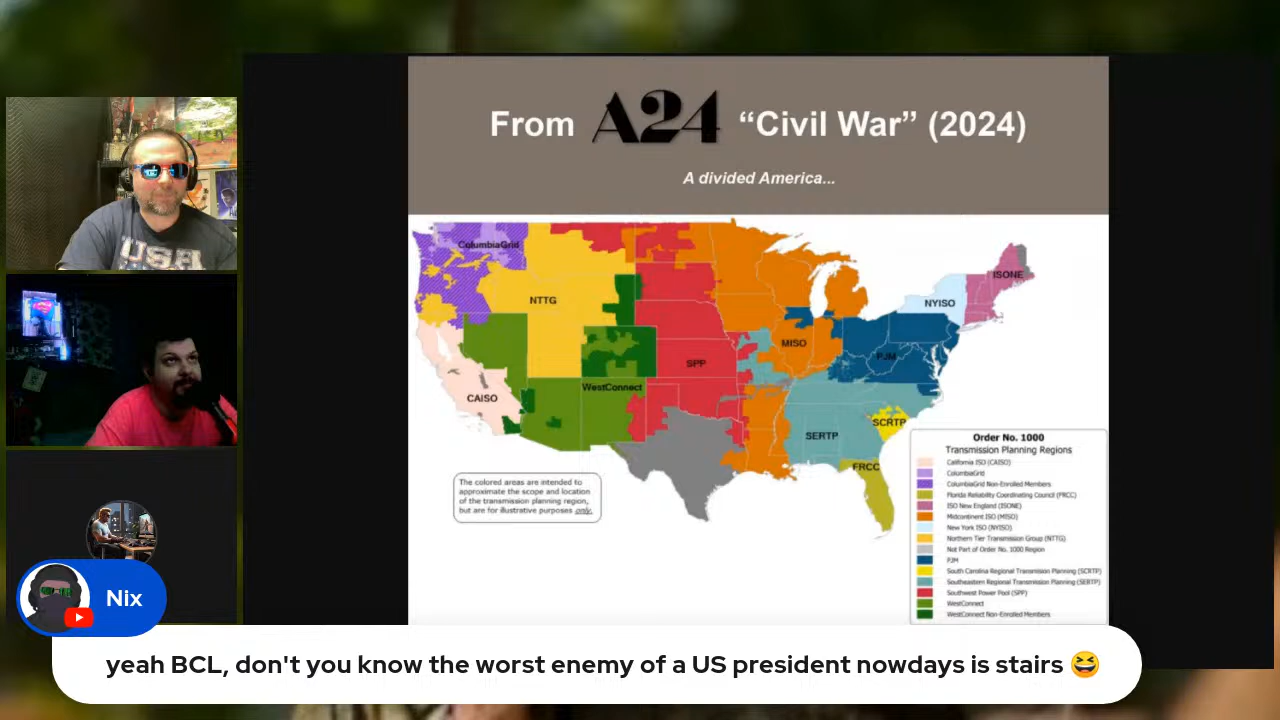 From A24 “Civil War” (2024)
A divided America...
USA
ColumbiaGrid
NTTG
CAISO
WestConnect
SPP
MISO
PJM
NYISO
ISONE
SERTP
SCRTP
FRCC
The colored areas are intended to
approximate the scope and location
of the transmission planning region,
but are for illustrative purposes only.
Order No. 1000
Transmission Planning Regions
California ISO (CAISO)
ColumbiaGrid
ColumbiaGrid Non-Enrolled Members
Florida Reliability Coordinating Council (FRCC)
ISO New England (ISONE)
Midcontinent ISO (MISO)
New York ISO (NYISO)
Northern Tier Transmission Group (NTTG)
Not Part of Order No. 1000 Region
PJM
South Carolina Regional Transmission Planning (SCRTP)
Southeastern Regional Transmission Planning (SERTP)
Southwest Power Pool (SPP)
WestConnect
WestConnect Non-Enrolled Members
Nix
yeah BCL, don't you know the worst enemy of a US president nowdays is stairs 😆